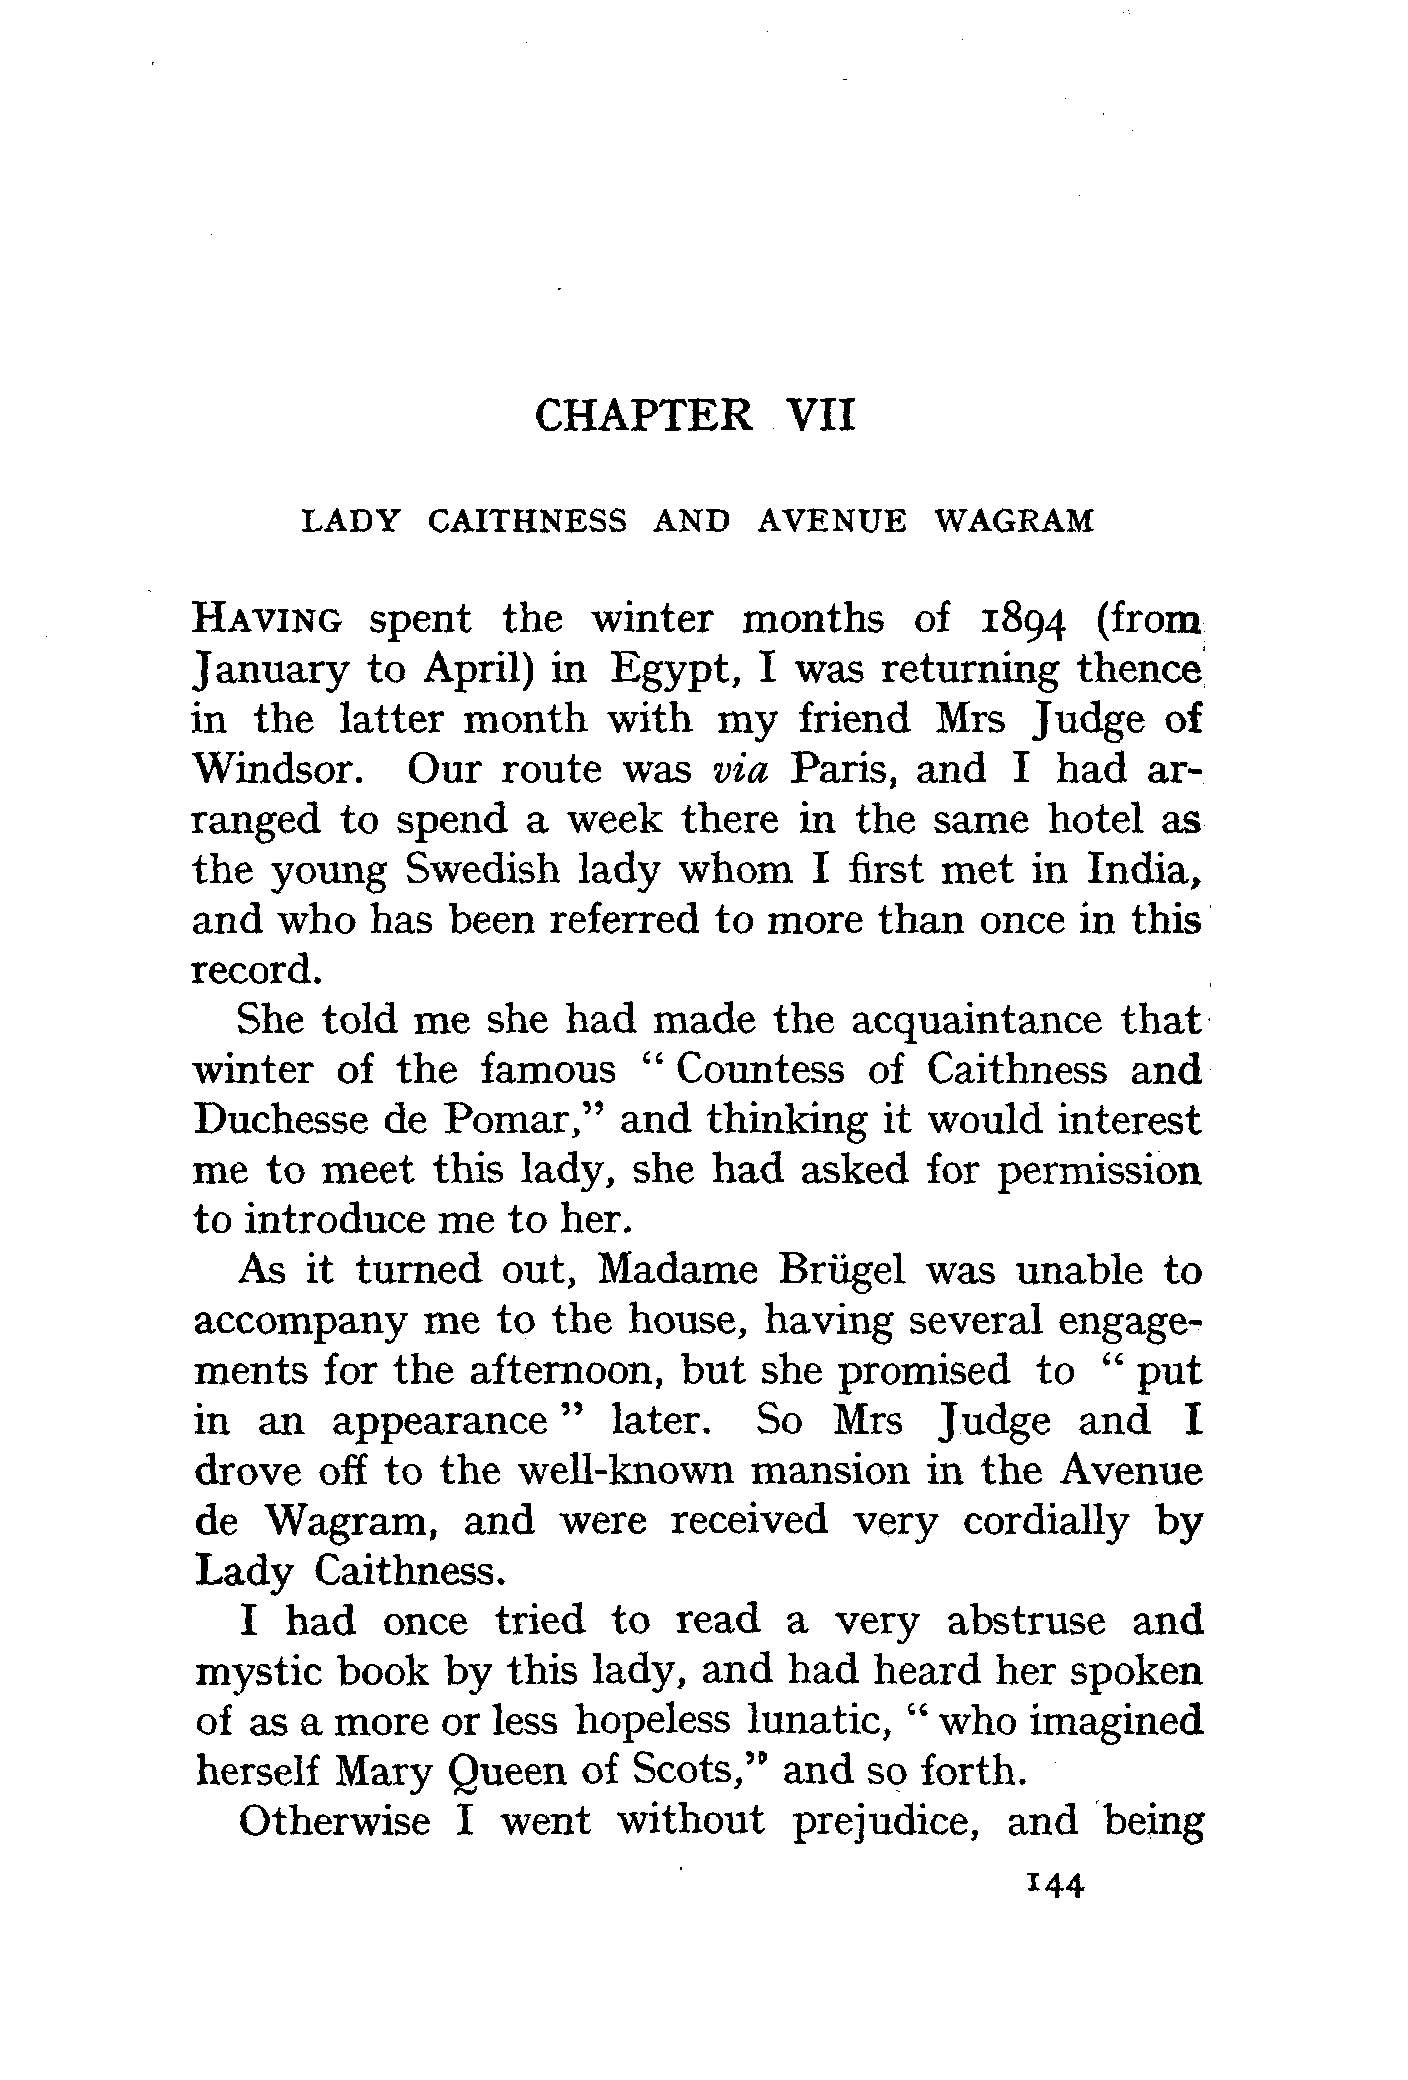 CHAPTER VII
LADY CAITHNESS AND AVENUE WAGRAM
HAVING spent the winter months of 1894 (from
January to April) in Egypt, I was returning thence
in the latter month with my friend Mrs Judge of
Windsor. Our route was via Paris, and I had ar-
ranged to spend a week there in the same hotel as
the young Swedish lady whom I first met in India,
and who has been referred to more than once in this
record.
She told me she had made the acquaintance that
winter of the famous “ Countess of Caithness and
Duchesse de Pomar,” and thinking it would interest
me to meet this lady, she had asked for permission
to introduce me to her.
As it turned out, Madame Brügel was unable to
accompany me to the house, having several engage-
ments for the afternoon, but she promised to “ put
in an appearance ” later. So Mrs Judge and I
drove off to the well-known mansion in the Avenue
de Wagram, and were received very cordially by
Lady Caithness.
I had once tried to read a very abstruse and
mystic book by this lady, and had heard her spoken
of as a more or less hopeless lunatic, “ who imagined
herself Mary Queen of Scots,” and so forth.
Otherwise I went without prejudice, and being
144